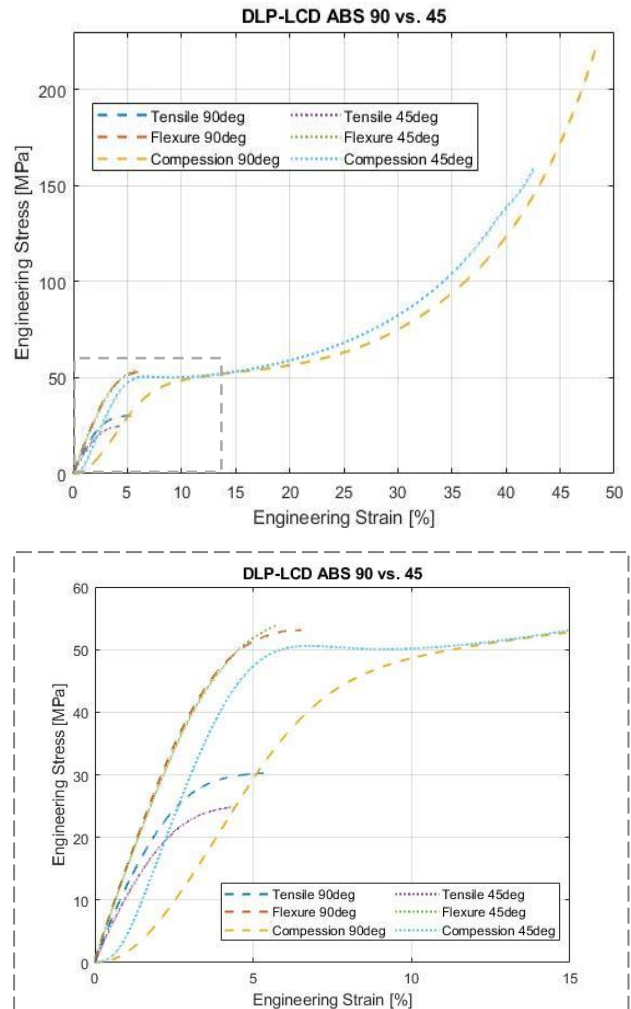 DLP-LCD ABS 90 vs. 45
Engineering Stress [MPa]
200
150
100
50
0
Tensile 90deg
Flexure 90deg
Compession 90deg
Tensile 45deg
Flexure 45deg
Compession 45deg
0 5 10 15 20 25 30 35 40 45 50
Engineering Strain [%]
DLP-LCD ABS 90 vs. 45
Engineering Stress [MPa]
60
50
40
30
20
10
0
Tensile 90deg
Flexure 90deg
Compession 90deg
Tensile 45deg
Flexure 45deg
Compession 45deg
0 5 10 15
Engineering Strain [%]